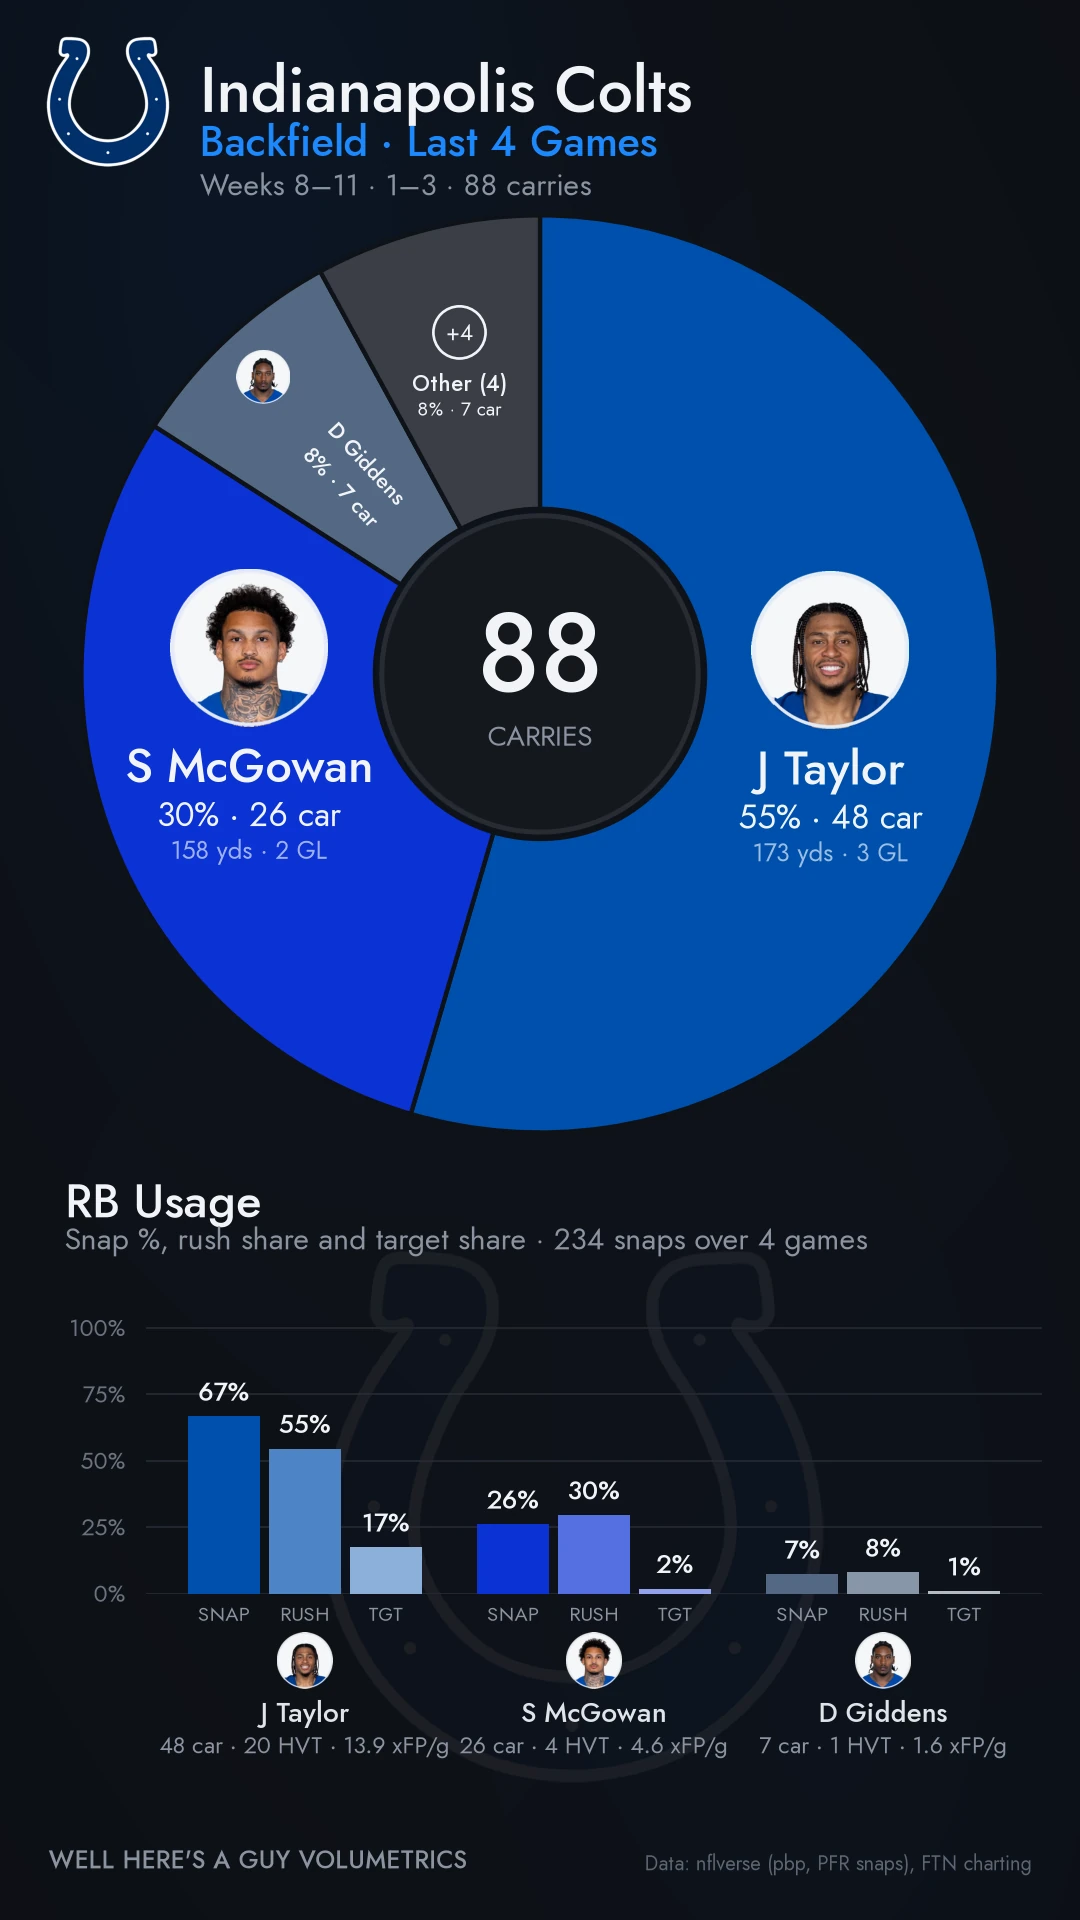 Indianapolis Colts
Backfield · Last 4 Games
Weeks 8–11 · 1–3 · 88 carries
+4
Other (4)
8% · 7 car
D Giddens
8% · 7 car
88
CARRIES
S McGowan
30% · 26 car
158 yds · 2 GL
J Taylor
55% · 48 car
173 yds · 3 GL
RB Usage
Snap %, rush share and target share · 234 snaps over 4 games
100%
75%
50%
25%
0%
67% 55% 17% 26% 30% 2% 7% 8% 1%
SNAP RUSH TGT SNAP RUSH TGT SNAP RUSH TGT
J Taylor S McGowan D Giddens
48 car · 20 HVT · 13.9 xFP/g 26 car · 4 HVT · 4.6 xFP/g 7 car · 1 HVT · 1.6 xFP/g
WELL HERE'S A GUY VOLUMETRICS
Data: nflverse (pbp, PFR snaps), FTN charting